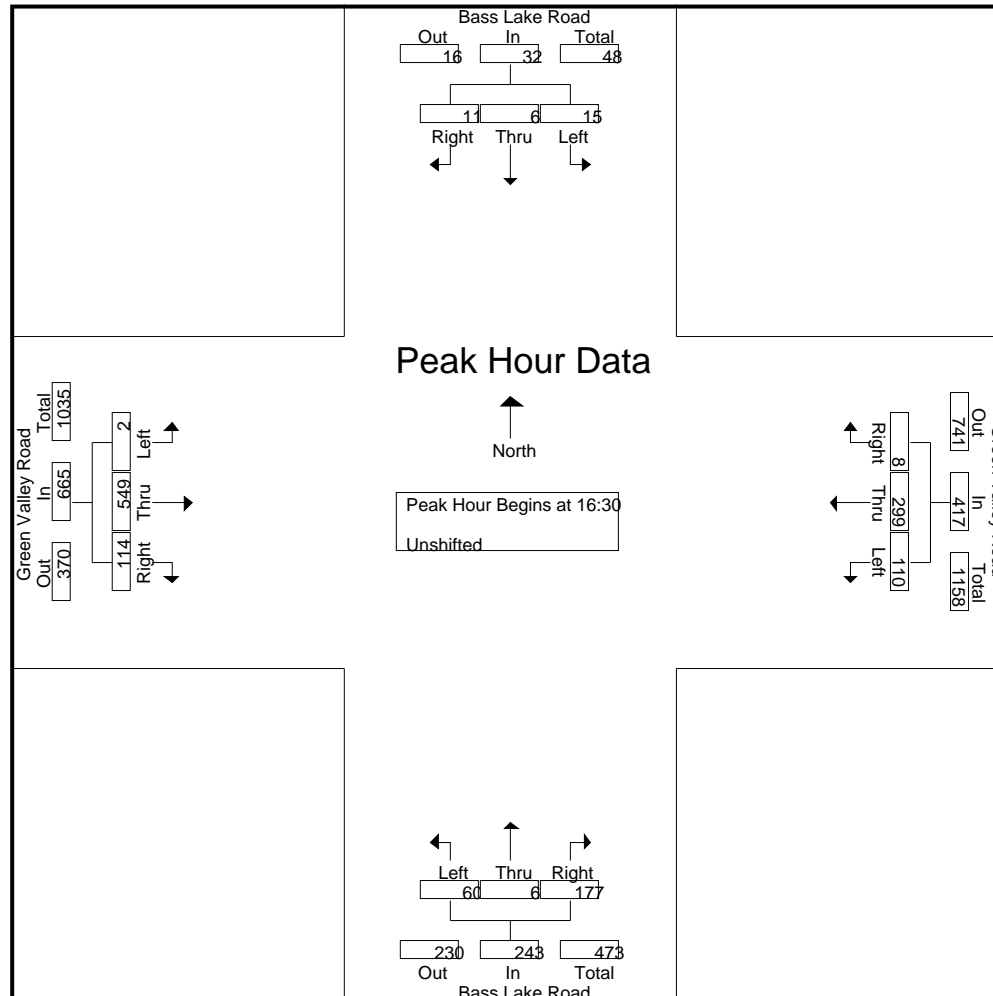 Bass Lake Road
Out In Total
16 32 48
11 6 15
Right Thru Left
Peak Hour Data
North
Peak Hour Begins at 16:30
Unshifted
Green Valley Road
Total In Out
1035 665 370
2 549 114
Left Thru Right
Out In Total
741 417 1158
8 299 110
Right Thru Left
Left Thru Right
60 6 177
230 243 473
Out In Total
Bass Lake Road